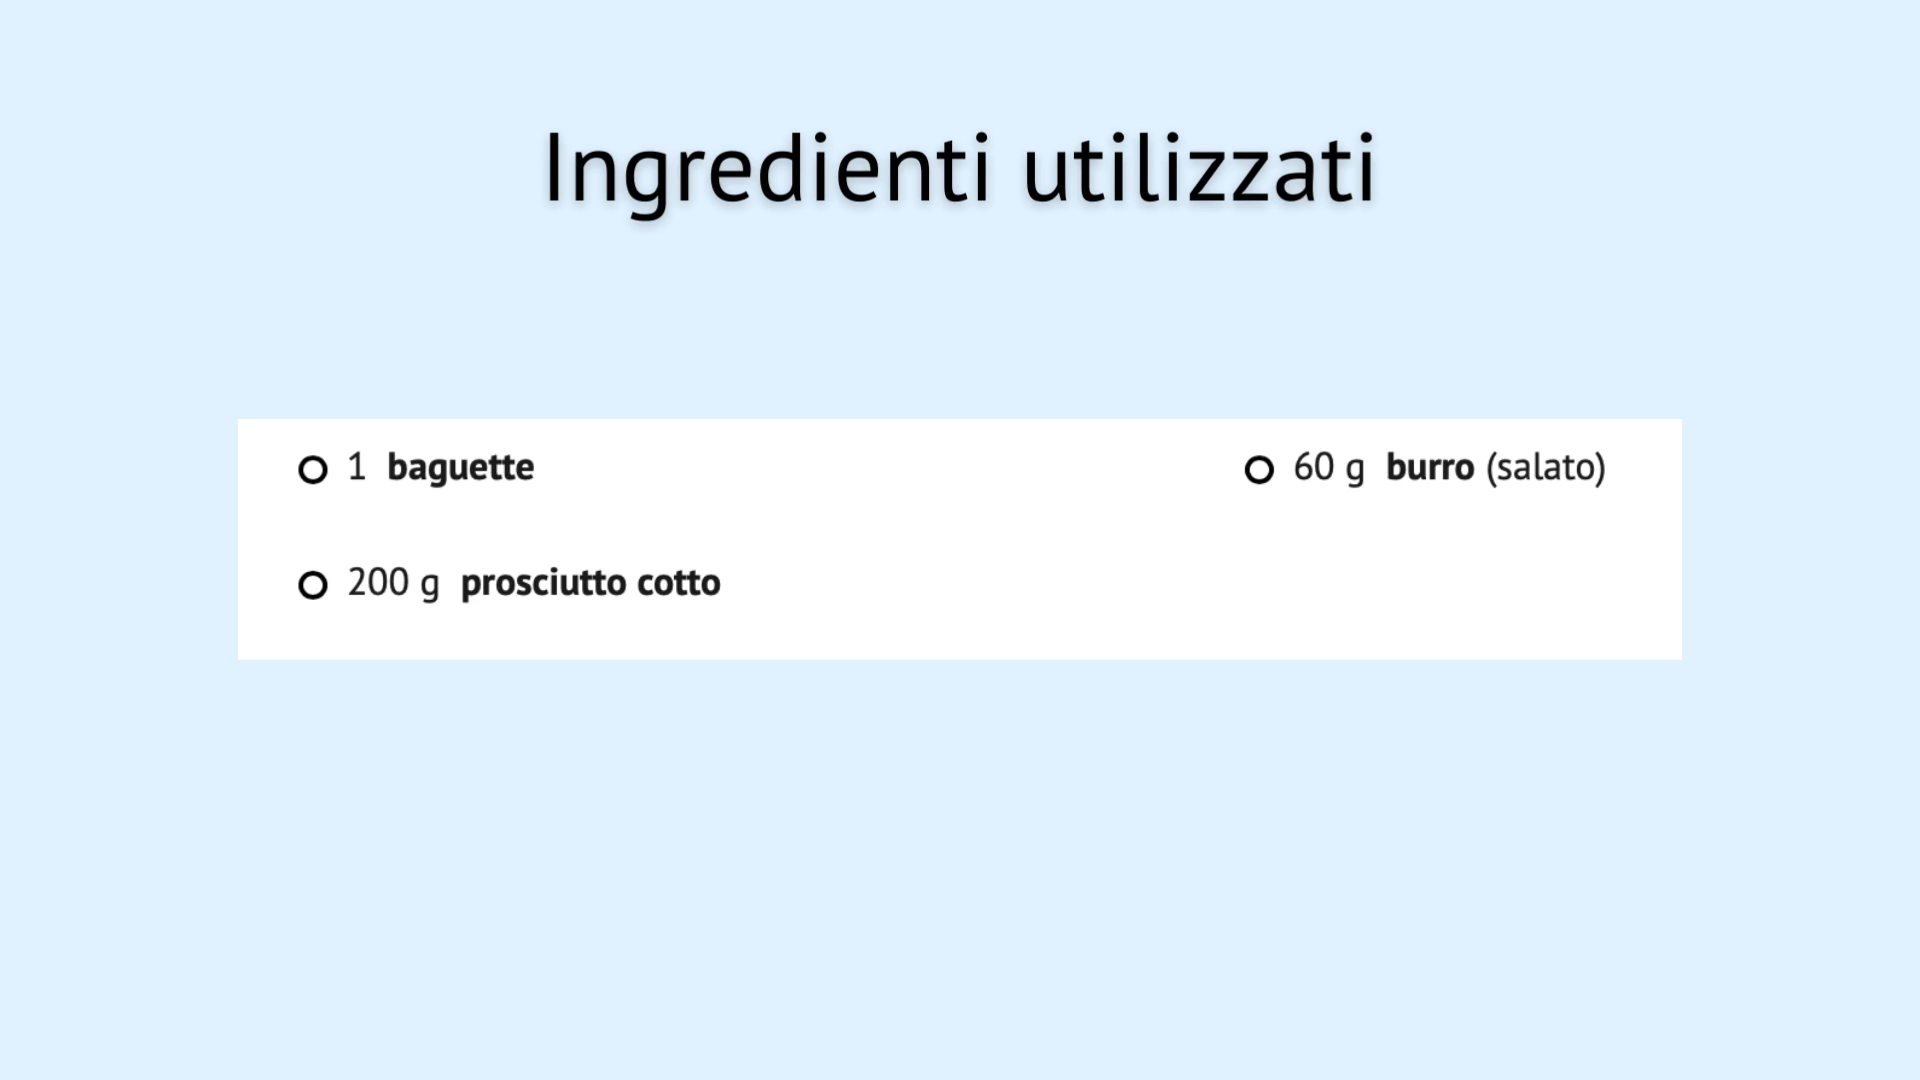 Ingredienti utilizzati
1 baguette
60 g burro (salato)
200 g prosciutto cotto